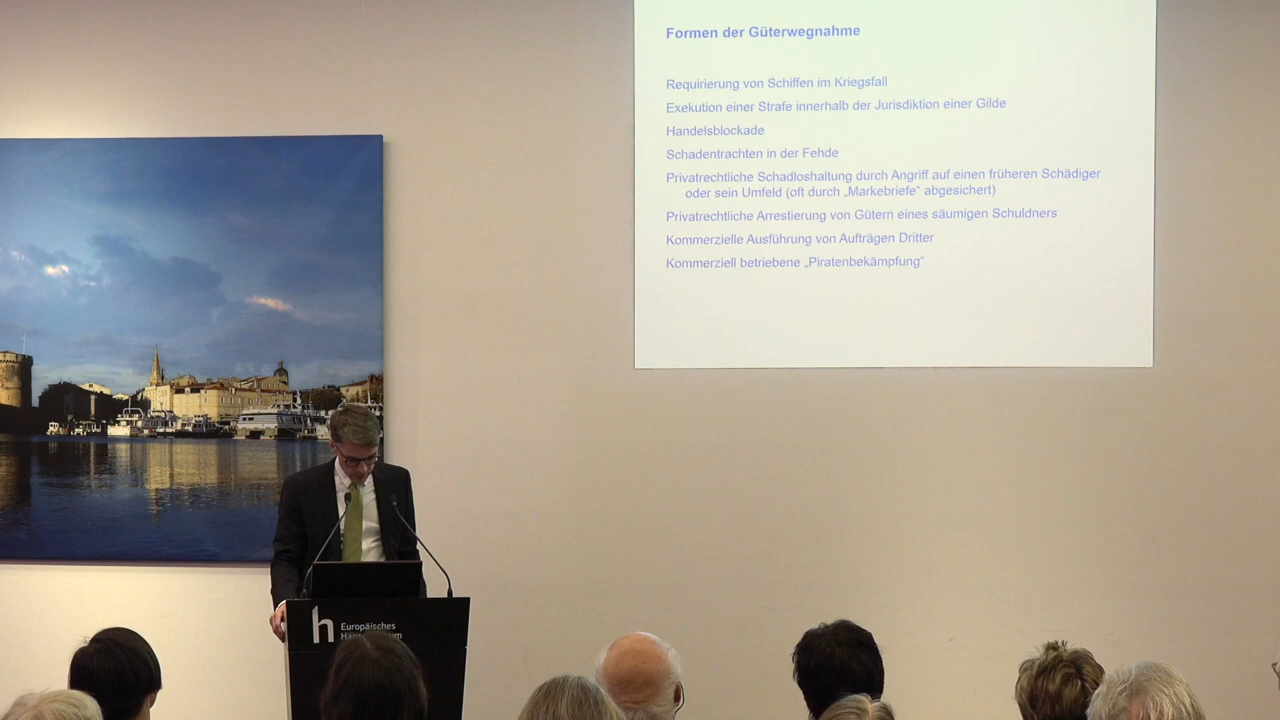 Formen der Güterwegnahme
Requirierung von Schiffen im Kriegsfall
Exekution einer Strafe innerhalb der Jurisdiktion einer Gilde
Handelsblockade
Schadentrachten in der Fehde
Privatrechtliche Schadloshaltung durch Angriff auf einen früheren Schädiger
oder sein Umfeld (oft durch „Markebriefe“ abgesichert)
Privatrechtliche Arrestierung von Gütern eines säumigen Schuldners
Kommerzielle Ausführung von Aufträgen Dritter
Kommerziell betriebene „Piratenbekämpfung“
h Europäisches